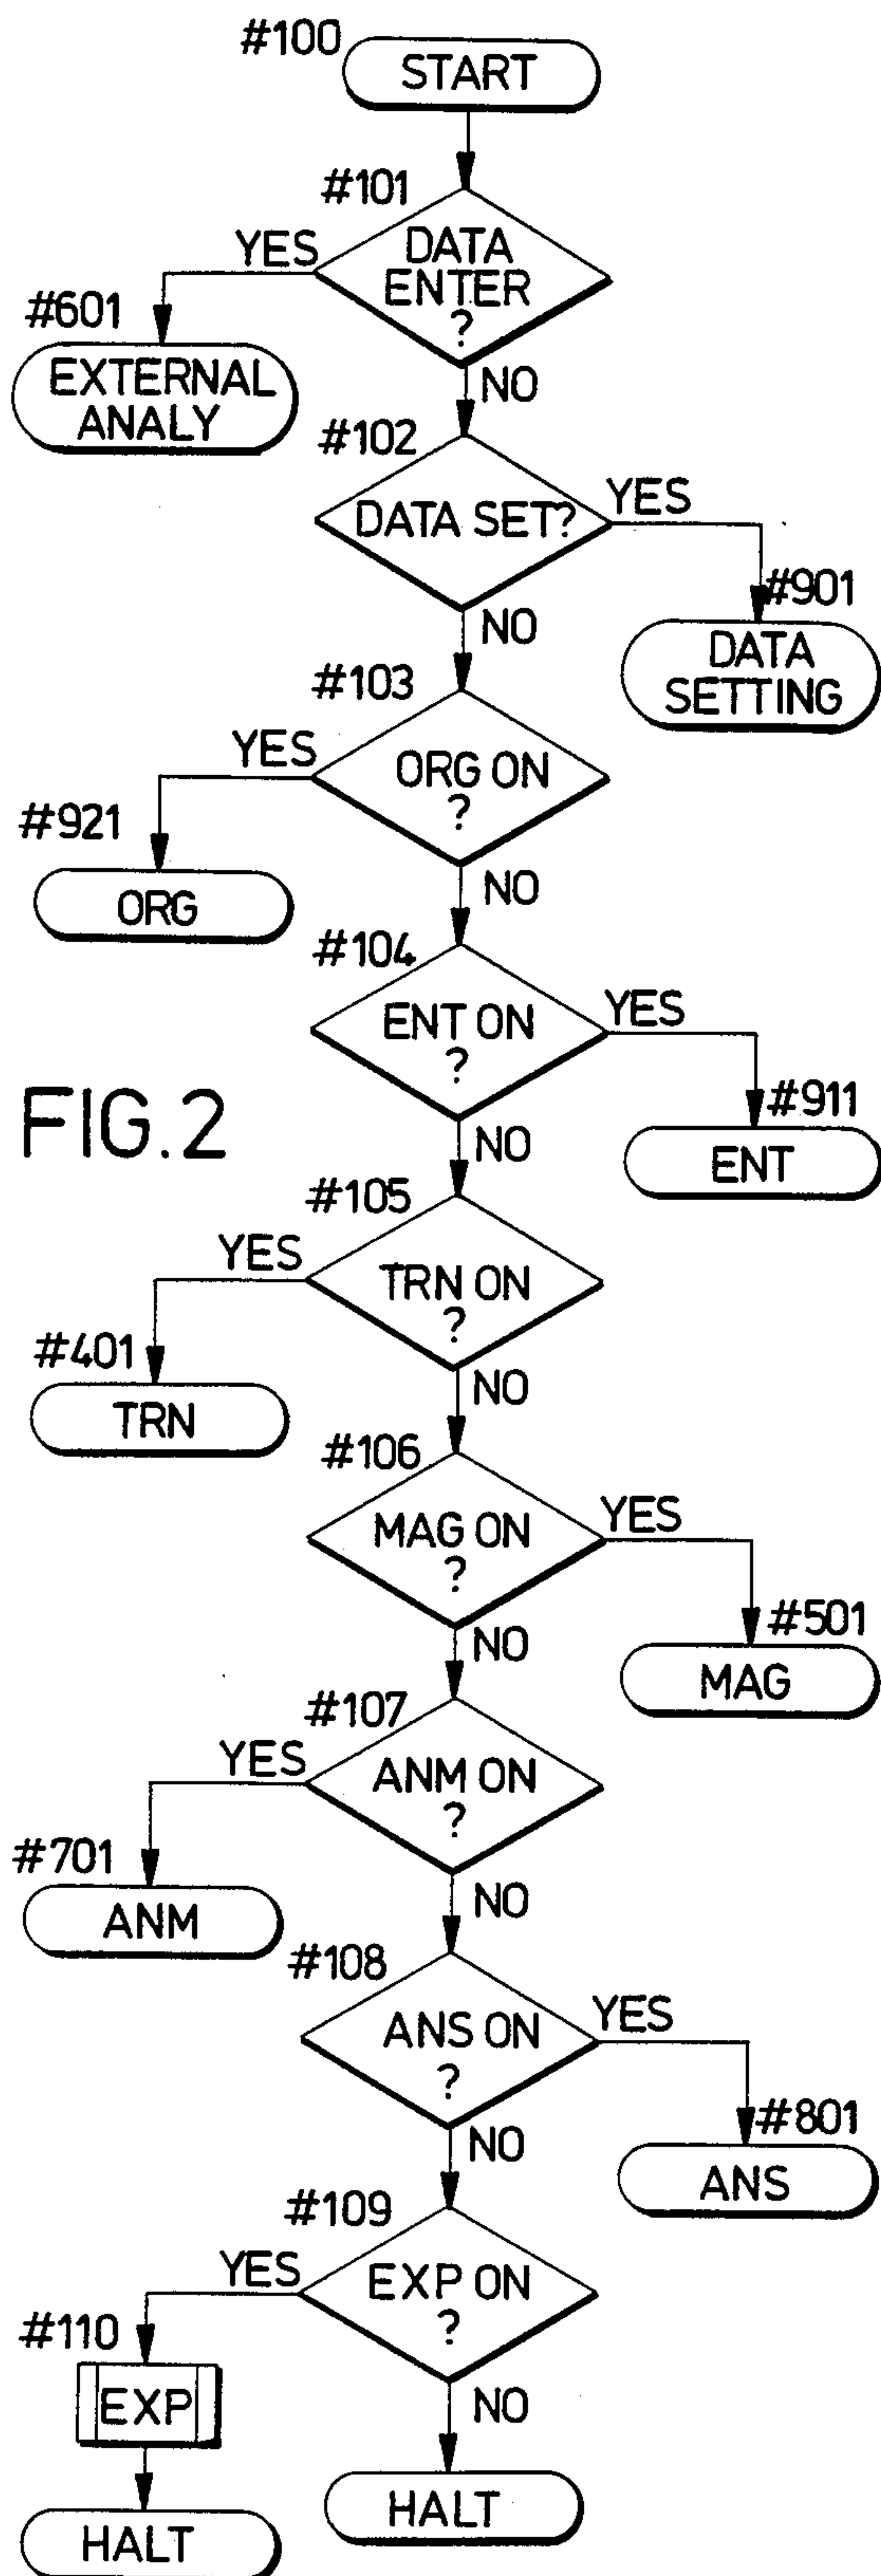 #100
START
#101
DATA
ENTER
?
YES
NO
#601
EXTERNAL
ANALY
#102
DATA SET?
YES
NO
#901
DATA
SETTING
#103
ORG ON
?
YES
NO
#921
ORG
#104
ENT ON
?
YES
NO
#911
ENT
FIG.2
#105
TRN ON
?
YES
NO
#401
TRN
#106
MAG ON
?
YES
NO
#501
MAG
#107
ANM ON
?
YES
NO
#701
ANM
#108
ANS ON
?
YES
NO
#801
ANS
#109
EXP ON
?
YES
NO
#110
EXP
HALT
HALT